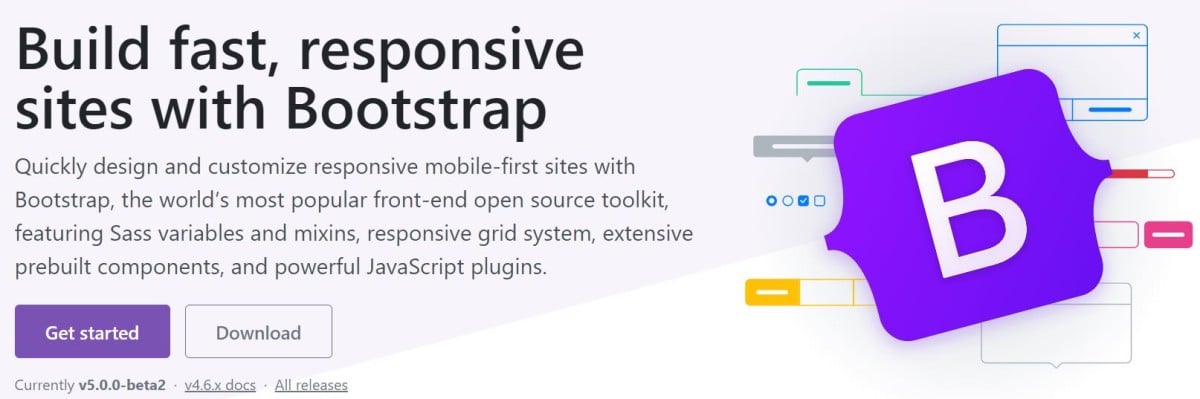 Build fast, responsive
sites with Bootstrap
Quickly design and customize responsive mobile-first sites with
Bootstrap, the world’s most popular front-end open source toolkit,
featuring Sass variables and mixins, responsive grid system, extensive
prebuilt components, and powerful JavaScript plugins.
Get started Download
Currently v5.0.0-beta2 · v4.6.x docs · All releases
B